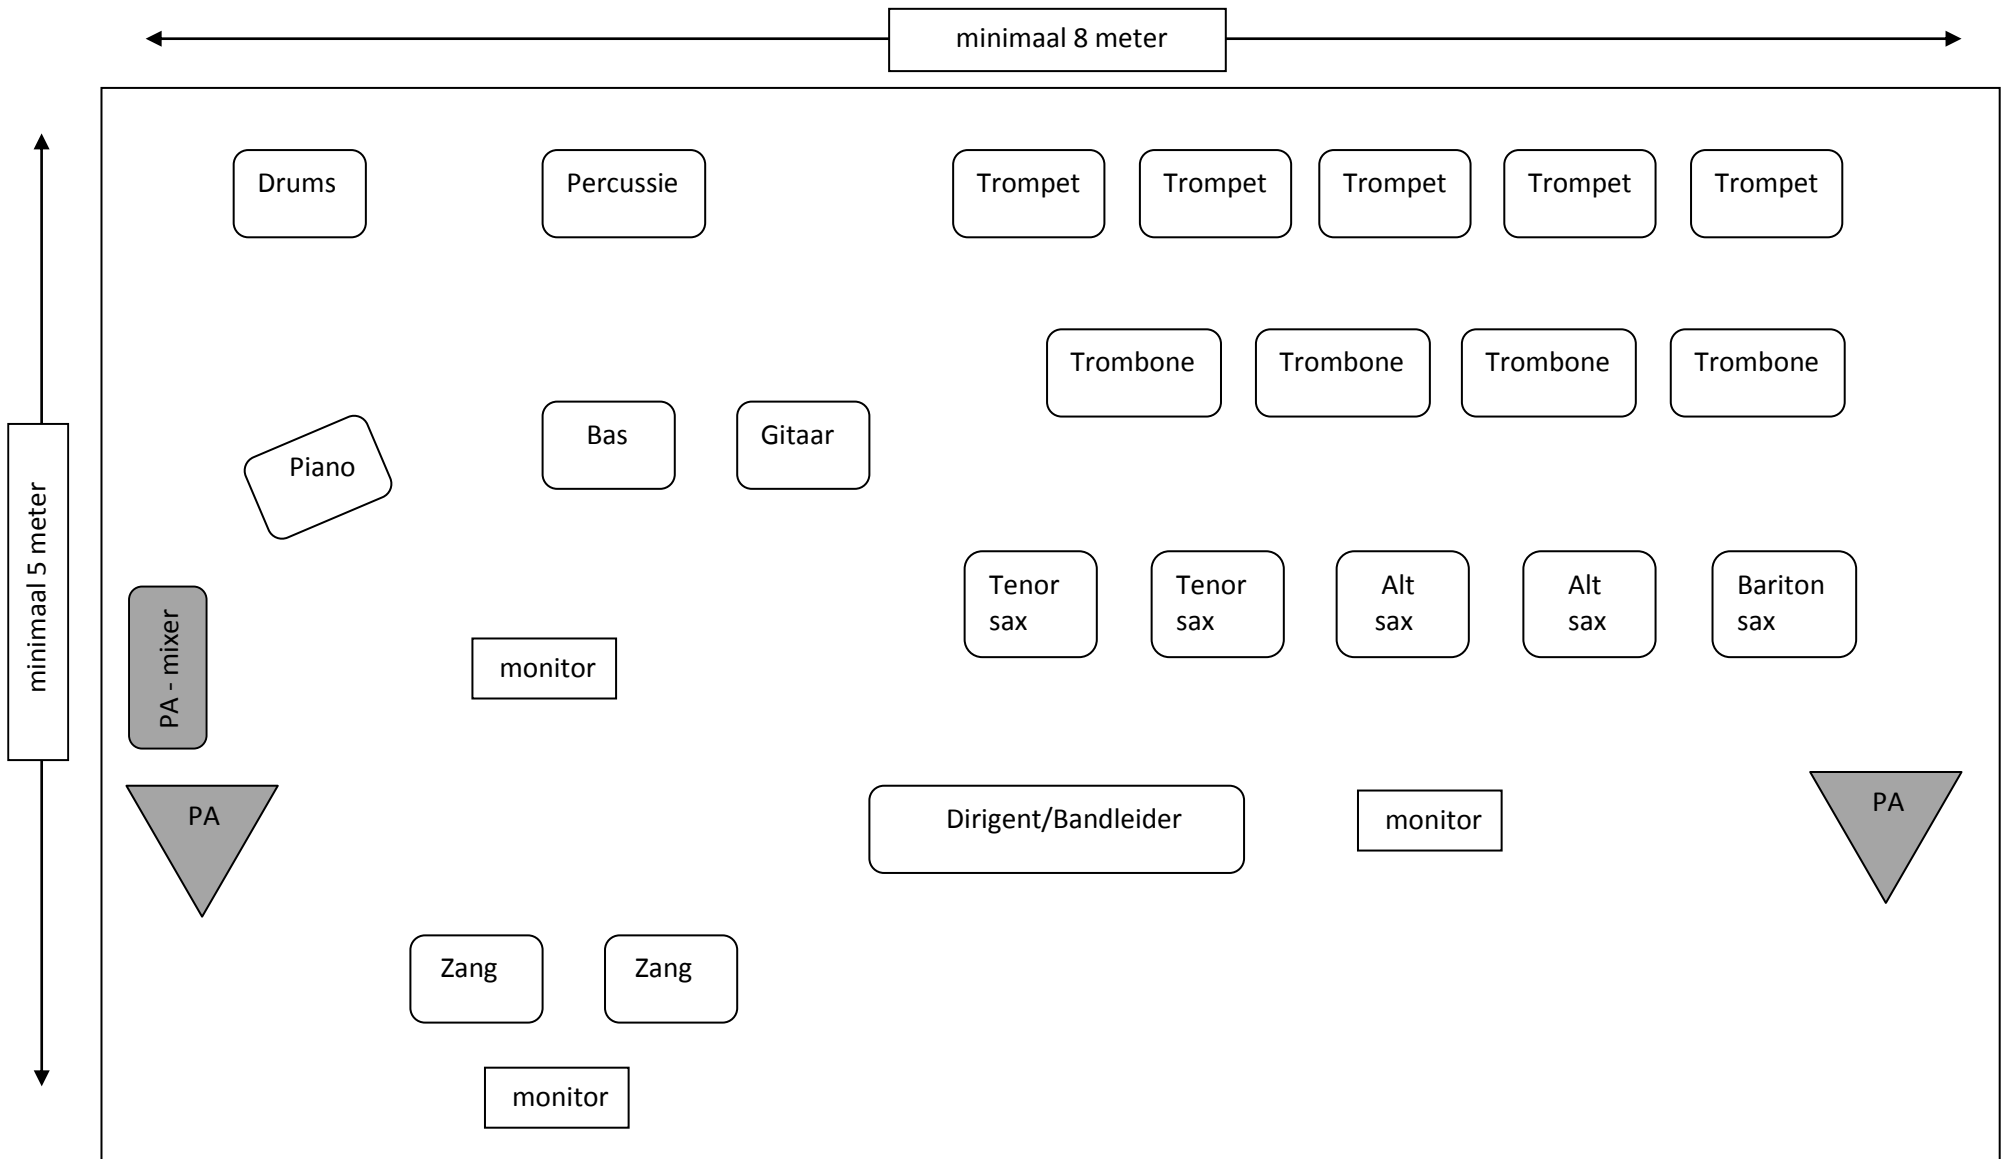 minimaal 8 meter
Drums
Percussie
Trompet
Trompet
Trompet
Trompet
Trompet
Trombone
Trombone
Trombone
Trombone
Bas
Gitaar
Piano
minimaal 5 meter
Tenor
sax
Tenor
sax
Alt
sax
Alt
sax
Bariton
sax
PA - mixer
monitor
PA
Dirigent/Bandleider
monitor
PA
Zang
Zang
monitor